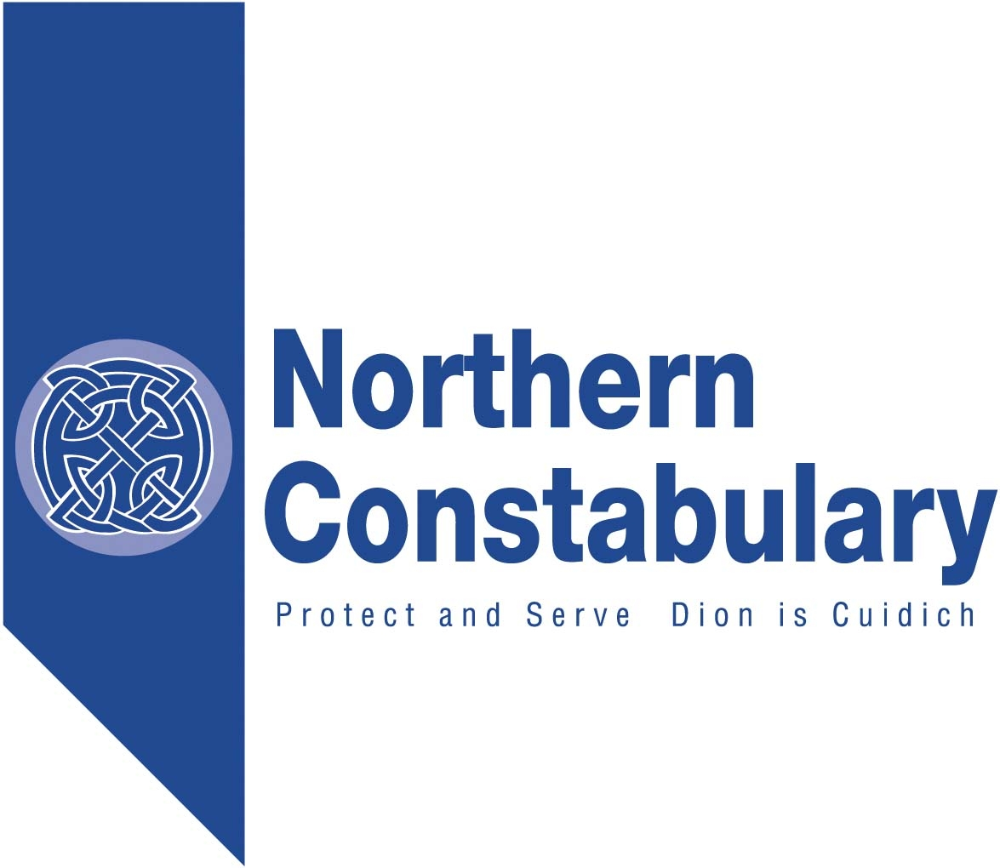 Northern
Constabulary
Protect and Serve Dion is Cuidich